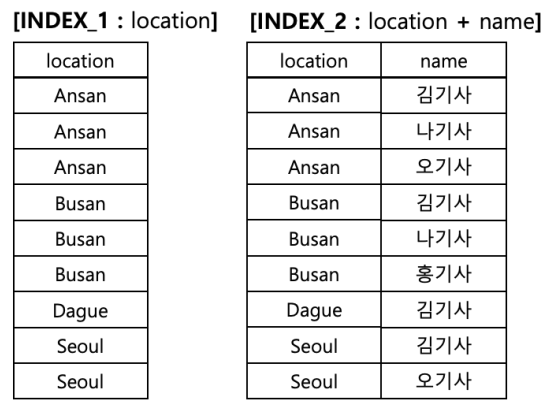 [INDEX_1 : location]
location
Ansan
Ansan
Ansan
Busan
Busan
Busan
Dague
Seoul
Seoul
[INDEX_2 : location + name]
location name
Ansan 김기사
Ansan 나기사
Ansan 오기사
Busan 김기사
Busan 나기사
Busan 홍기사
Dague 김기사
Seoul 김기사
Seoul 오기사